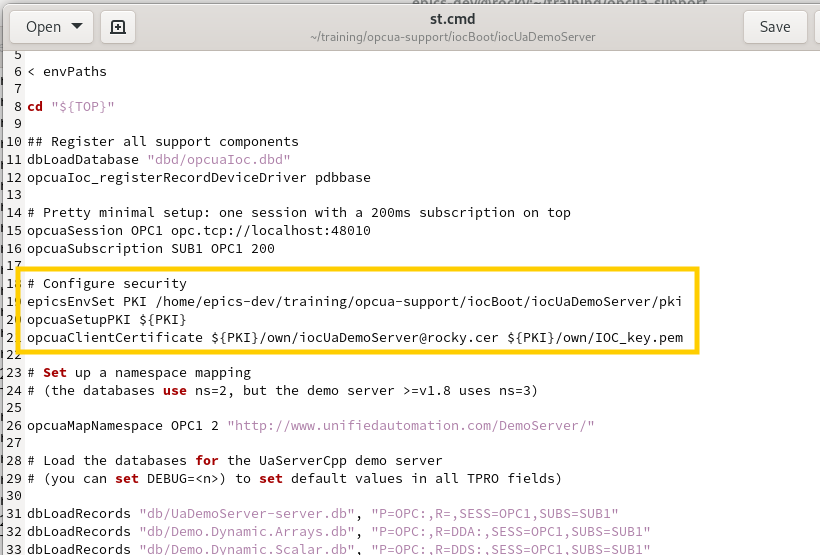 epics-dev@rocky:~/training/opcua-support
Open
st.cmd
~/training/opcua-support/iocBoot/iocUaDemoServer
Save
5
6 < envPaths
7
8 cd "${TOP}"
9
10 ## Register all support components
11 dbLoadDatabase "dbd/opcuaIoc.dbd"
12 opcuaIoc_registerRecordDeviceDriver pdbbase
13
14 # Pretty minimal setup: one session with a 200ms subscription on top
15 opcuaSession OPC1 opc.tcp://localhost:48010
16 opcuaSubscription SUB1 OPC1 200
17
18 # Configure security
19 epicsEnvSet PKI /home/epics-dev/training/opcua-support/iocBoot/iocUaDemoServer/pki
20 opcuaSetupPKI ${PKI}
21 opcuaClientCertificate ${PKI}/own/iocUaDemoServer@rocky.cer ${PKI}/own/IOC_key.pem
22
23 # Set up a namespace mapping
24 # (the databases use ns=2, but the demo server >=v1.8 uses ns=3)
25
26 opcuaMapNamespace OPC1 2 "http://www.unifiedautomation.com/DemoServer/"
27
28 # Load the databases for the UaServerCpp demo server
29 # (you can set DEBUG=<n>) to set default values in all TPRO fields)
30
31 dbLoadRecords "db/UaDemoServer-server.db", "P=OPC:,R=,SESS=OPC1,SUBS=SUB1"
32 dbLoadRecords "db/Demo.Dynamic.Arrays.db", "P=OPC:,R=DDA:,SESS=OPC1,SUBS=SUB1"
33 dbLoadRecords "db/Demo.Dynamic.Scalar.db", "P=OPC:,R=DDS:,SESS=OPC1,SUBS=SUB1"